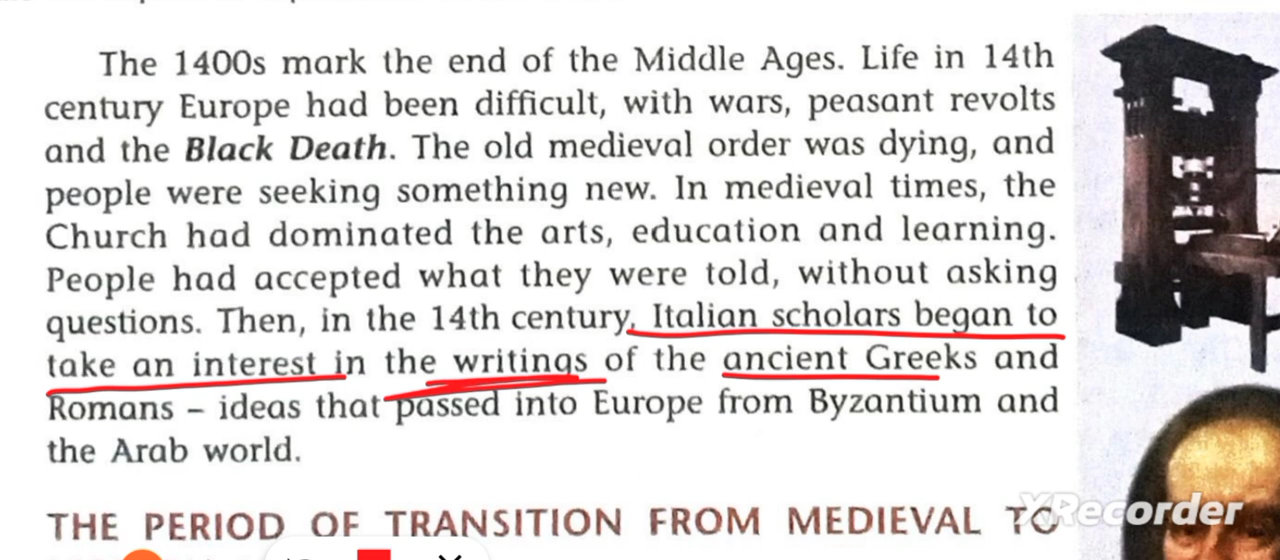 The 1400s mark the end of the Middle Ages. Life in 14th
century Europe had been difficult, with wars, peasant revolts
and the Black Death. The old medieval order was dying, and
people were seeking something new. In medieval times, the
Church had dominated the arts, education and learning.
People had accepted what they were told, without asking
questions. Then, in the 14th century, Italian scholars began to
take an interest in the writings of the ancient Greeks and
Romans – ideas that passed into Europe from Byzantium and
the Arab world.
THE PERIOD OF TRANSITION FROM MEDIEVAL TO
XRecorder